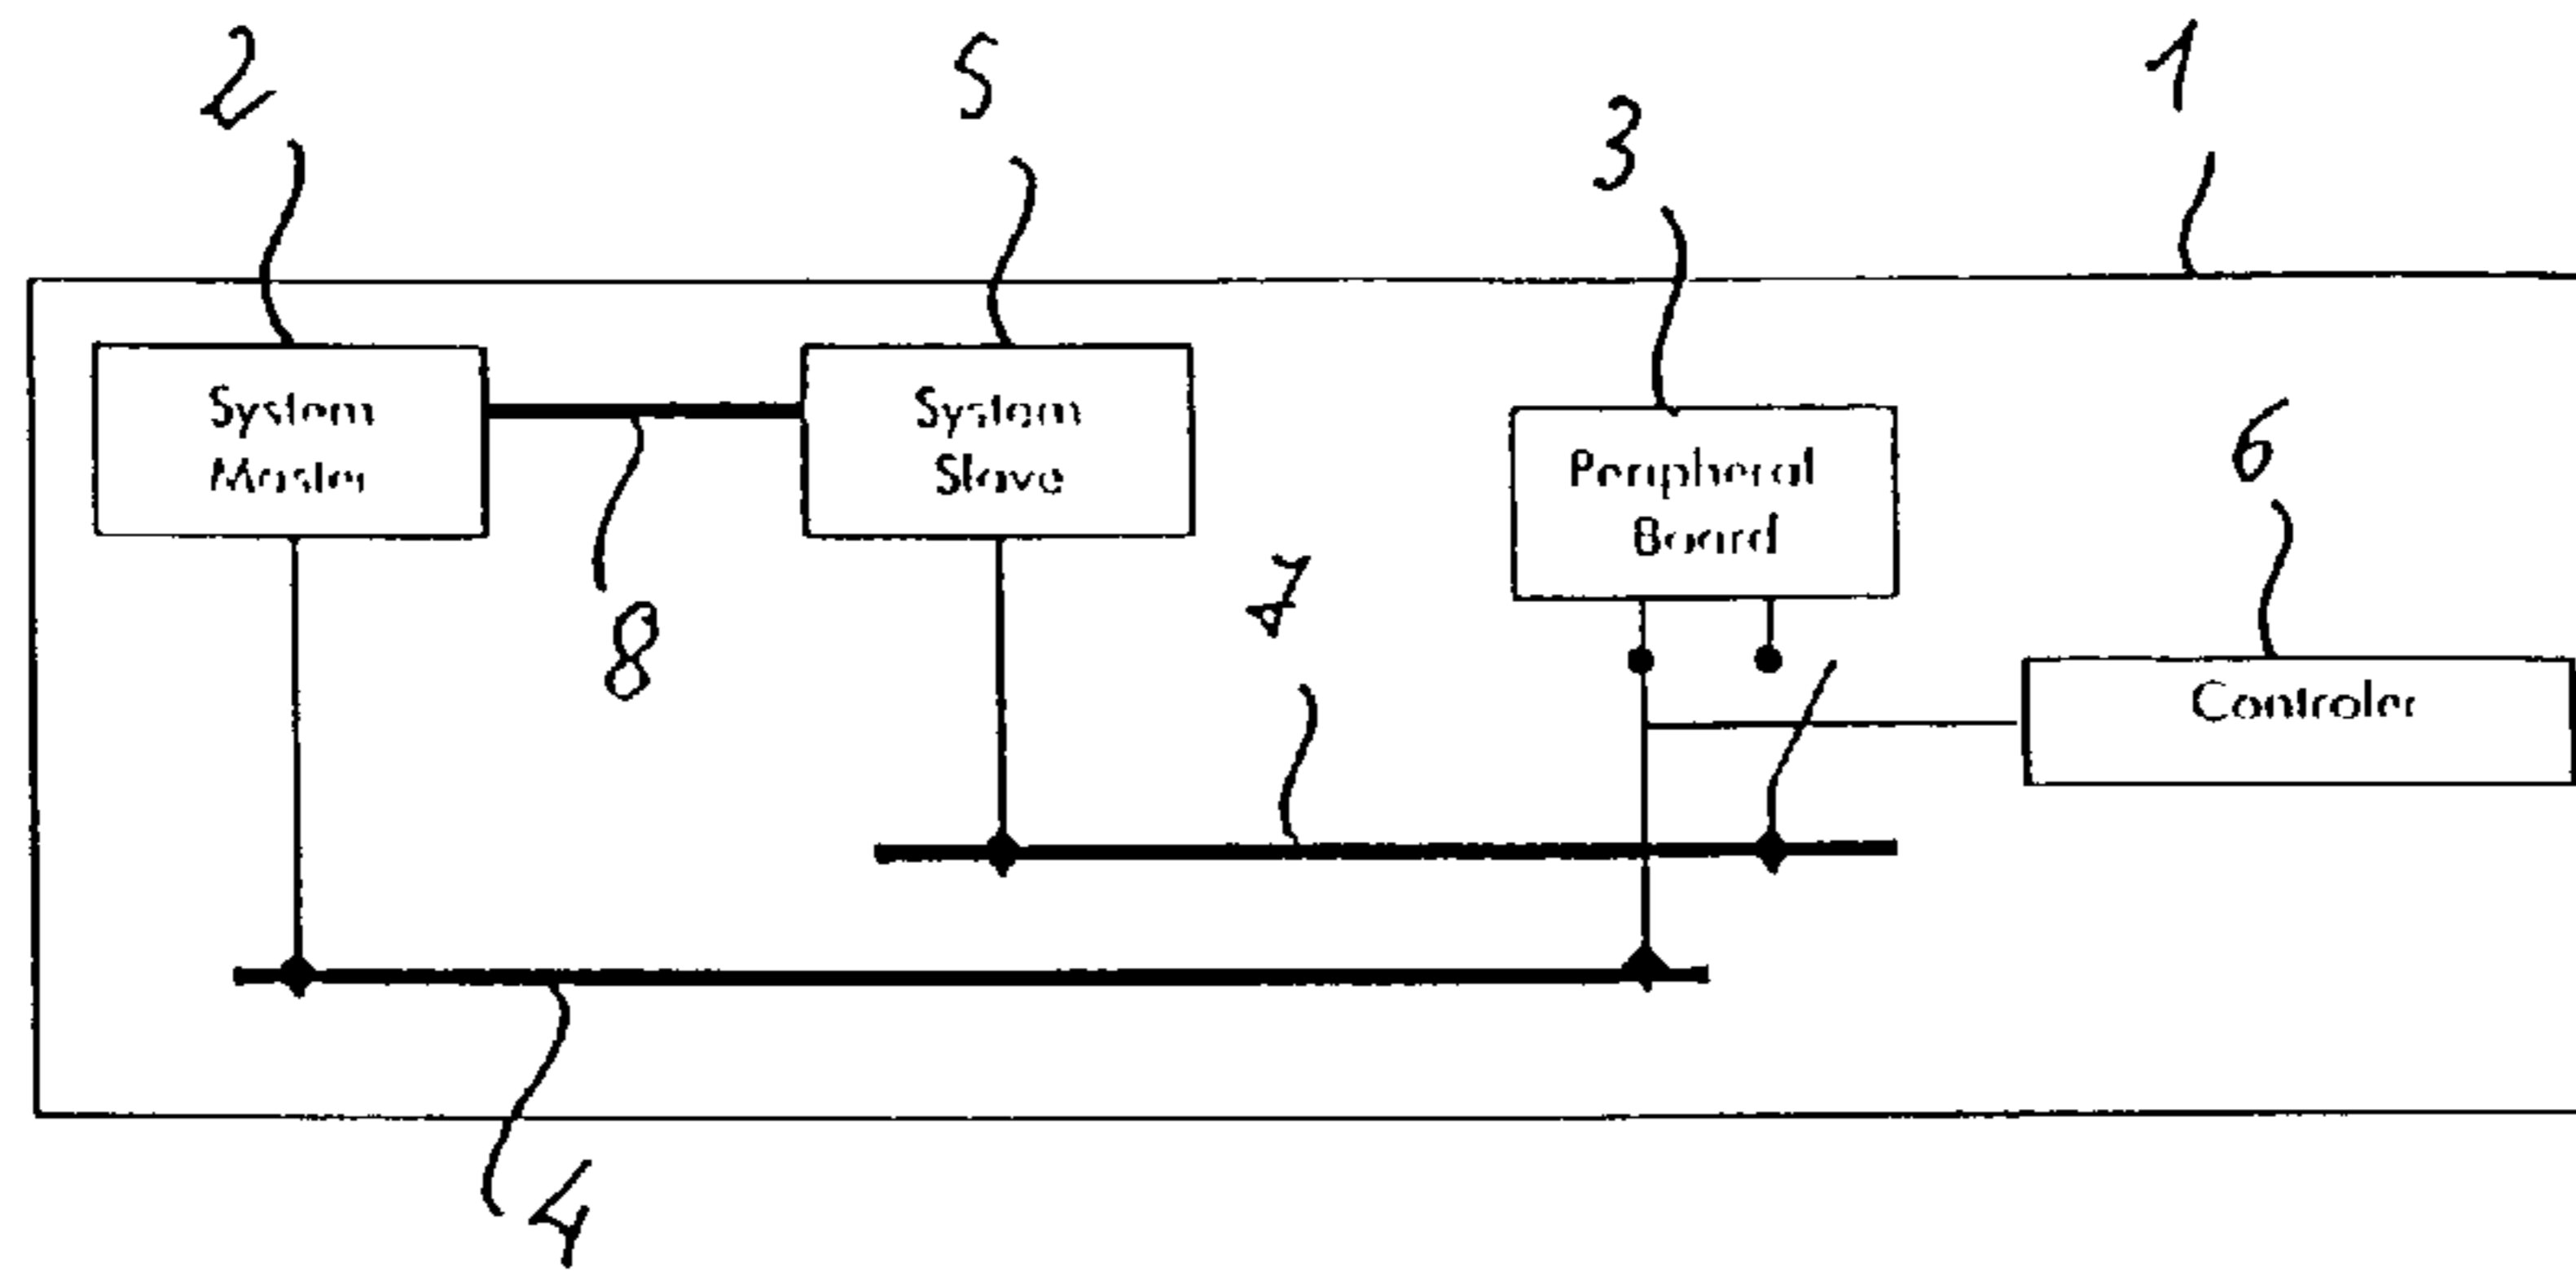 2
5
3
1
System
Master
System
Slave
Peripheral
Board
6
8
7
Controler
4